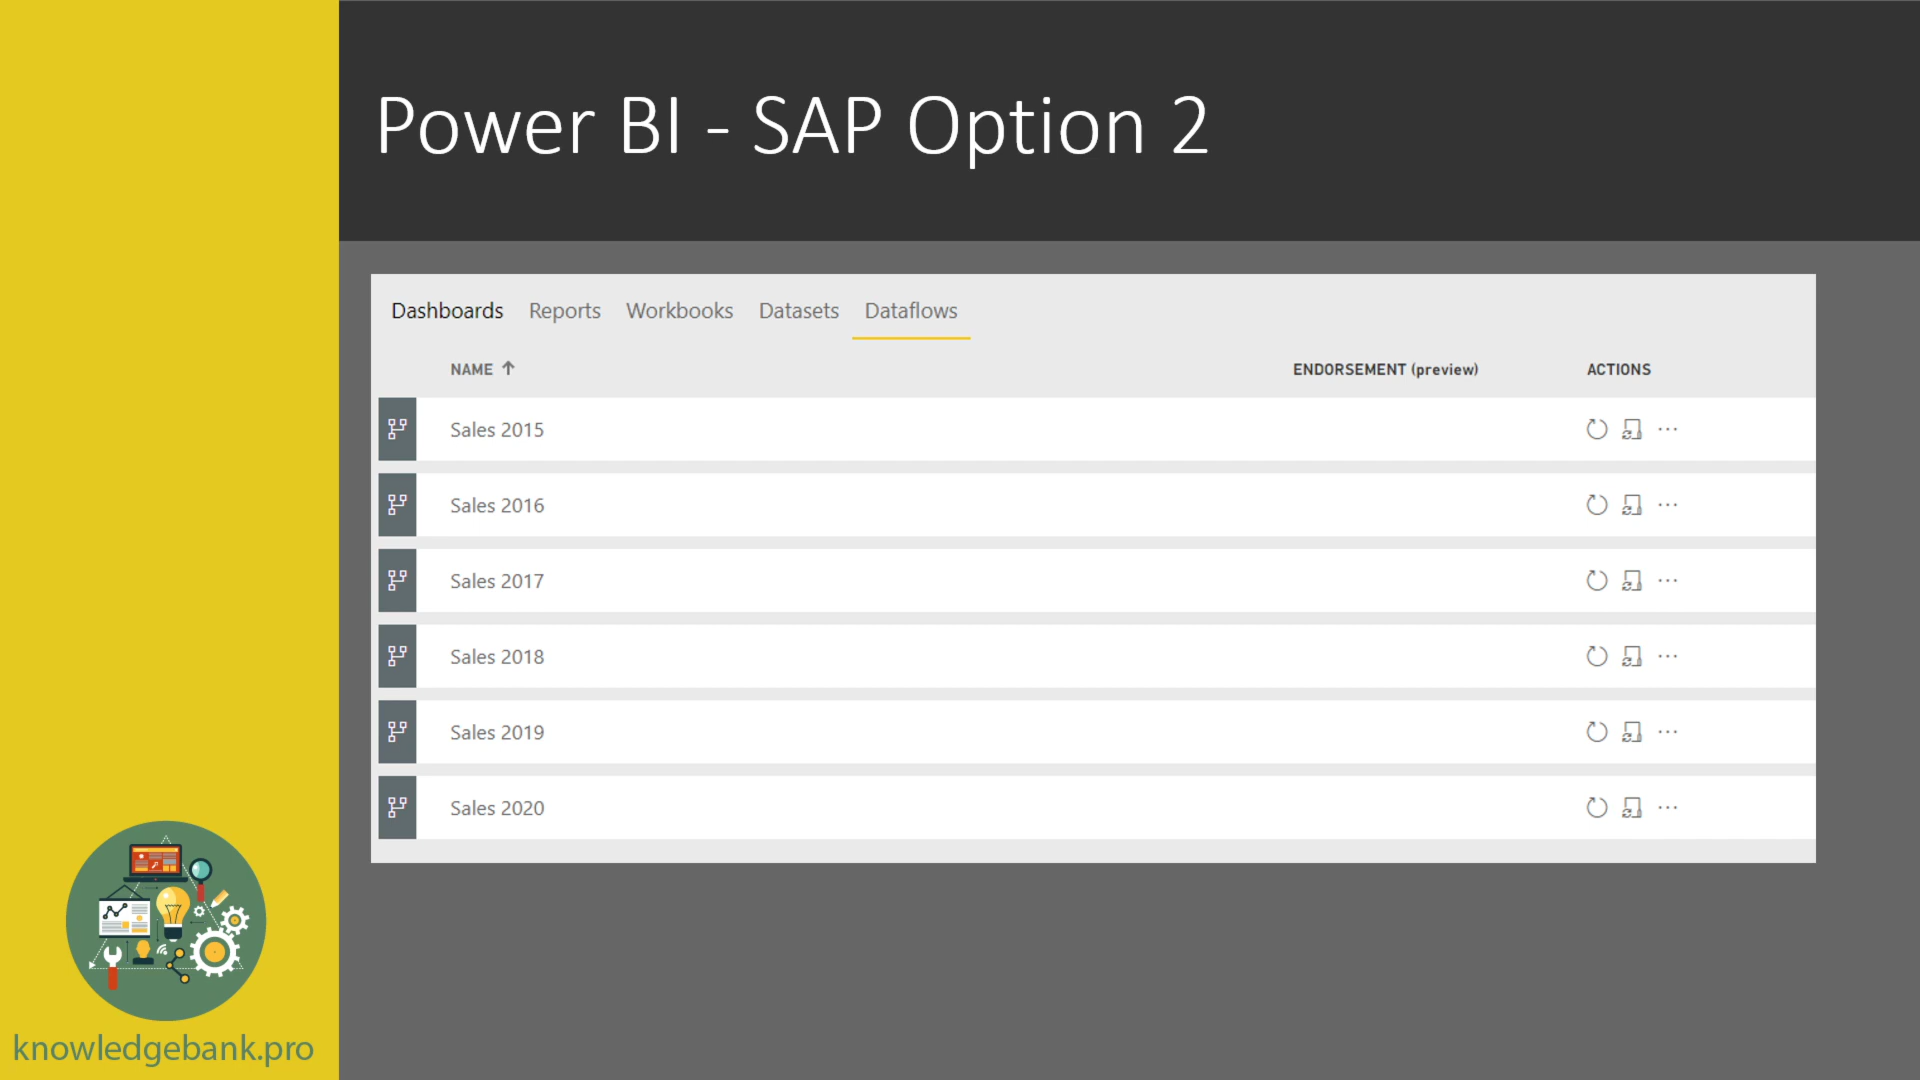 Power BI - SAP Option 2
Dashboards Reports Workbooks Datasets Dataflows
NAME ↑ ENDORSEMENT (preview) ACTIONS
Sales 2015
Sales 2016
Sales 2017
Sales 2018
Sales 2019
Sales 2020
knowledgebank.pro